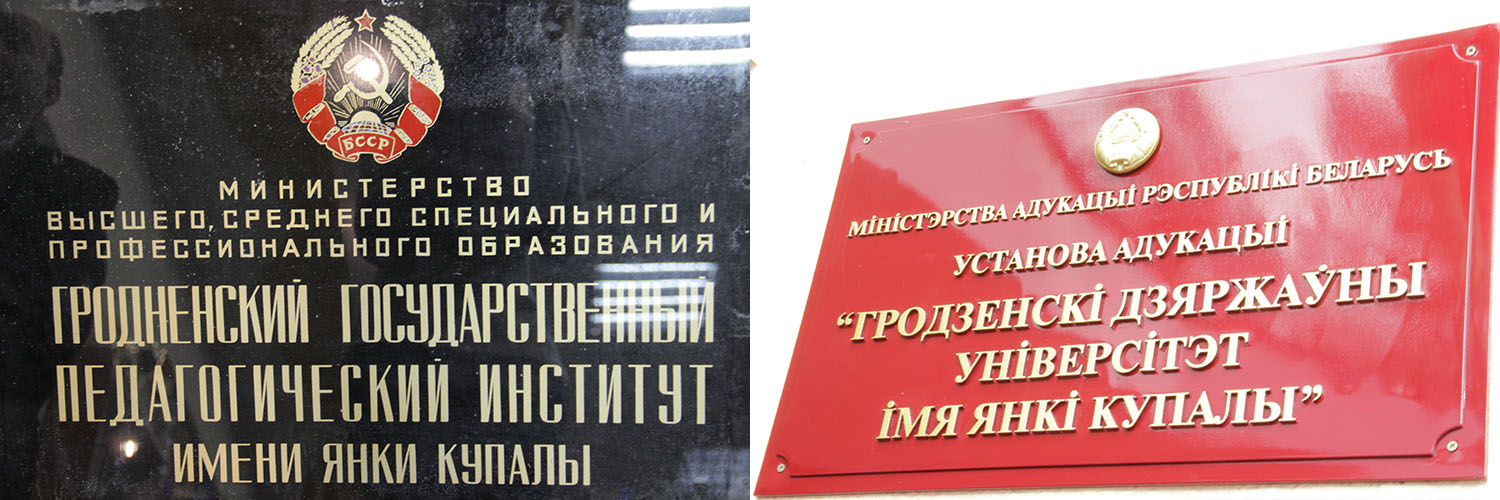 БССР
МИНИСТЕРСТВО
ВЫСШЕГО, СРЕДНЕГО СПЕЦИАЛЬНОГО И
ПРОФЕССИОНАЛЬНОГО ОБРАЗОВАНИЯ
ГРОДНЕНСКИЙ ГОСУДАРСТВЕННЫЙ
ПЕДАГОГИЧЕСКИЙ ИНСТИТУТ
ИМЕНИ ЯНКИ КУПАЛЫ
МІНІСТЭРСТВА АДУКАЦЫІ РЭСПУБЛІКІ БЕЛАРУСЬ
УСТАНОВА АДУКАЦЫІ
“ГРОДЗЕНСКІ ДЗЯРЖАЎНЫ
УНІВЕРСІТЭТ
ІМЯ ЯНКІ КУПАЛЫ”